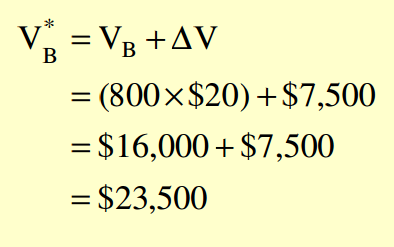 V*B = VB + ΔV
= (800×$20) + $7,500
= $16,000 + $7,500
= $23,500